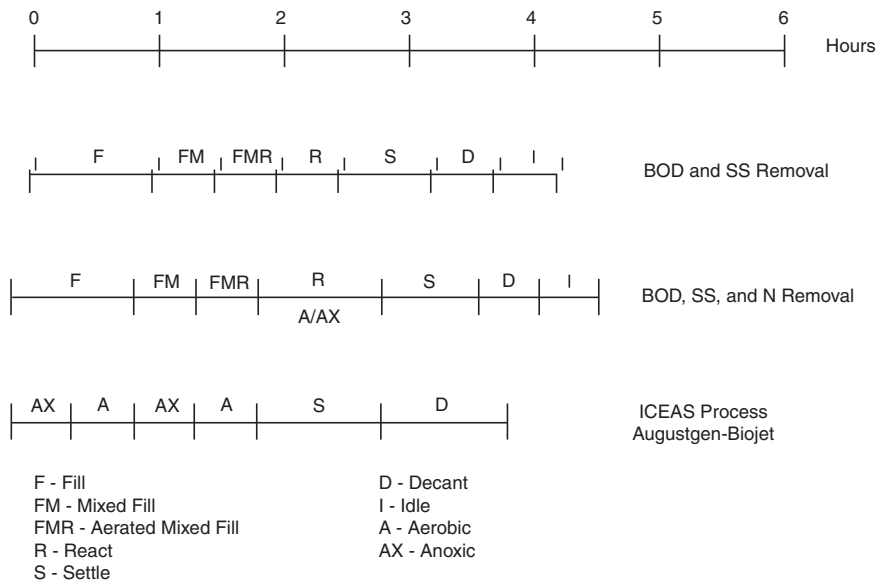 0 1 2 3 4 5 6
Hours
F FM FMR R S D I
BOD and SS Removal
F FM FMR R S D I
A/AX
BOD, SS, and N Removal
AX A AX A S D
ICEAS Process
Augustgen-Biojet
F - Fill
FM - Mixed Fill
FMR - Aerated Mixed Fill
R - React
S - Settle
D - Decant
I - Idle
A - Aerobic
AX - Anoxic